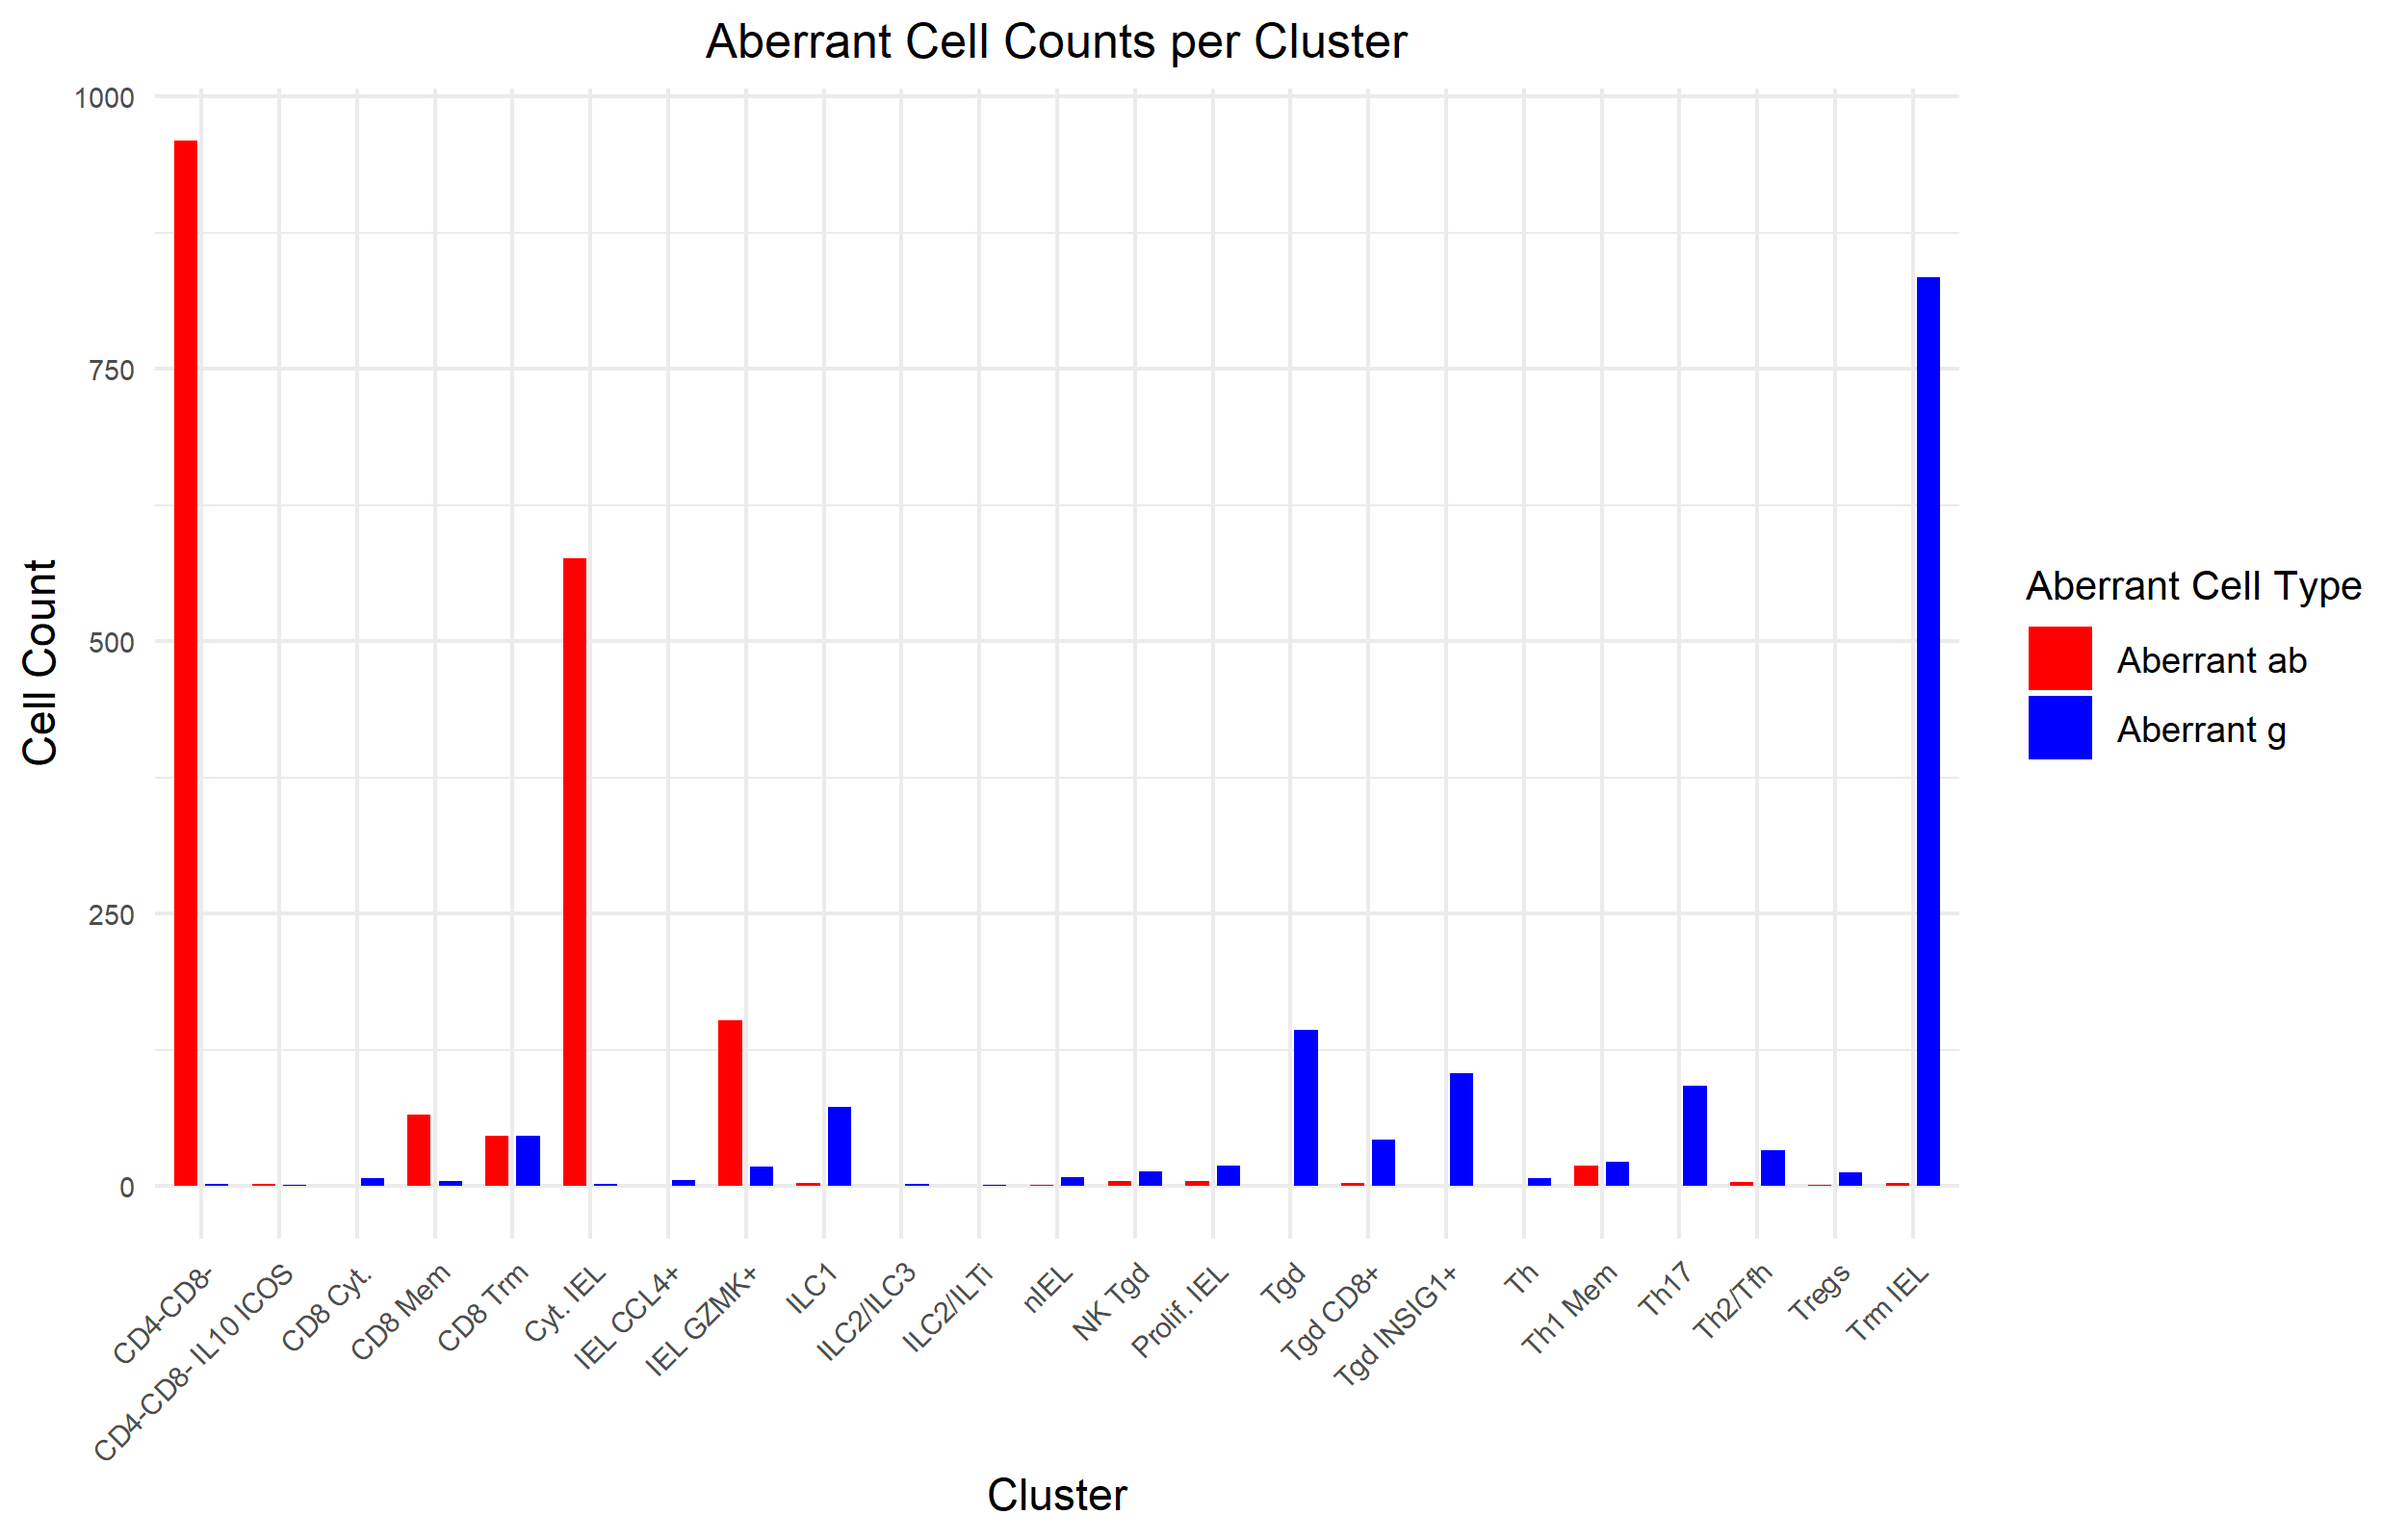 Aberrant Cell Counts per Cluster
1000
750
500
250
0
Cell Count
CD4-CD8-
CD4-CD8- IL10 ICOS
CD8 Cyt.
CD8 Mem
CD8 Trm
Cyt. IEL
IEL CCL4+
IEL GZMK+
ILC1
ILC2/ILC3
ILC2/ILTi
nIEL
NK Tgd
Prolif. IEL
Tgd
Tgd CD8+
Tgd INSIG1+
Th
Th1 Mem
Th17
Th2/Tfh
Tregs
Trm IEL
Cluster
Aberrant Cell Type
Aberrant ab
Aberrant g